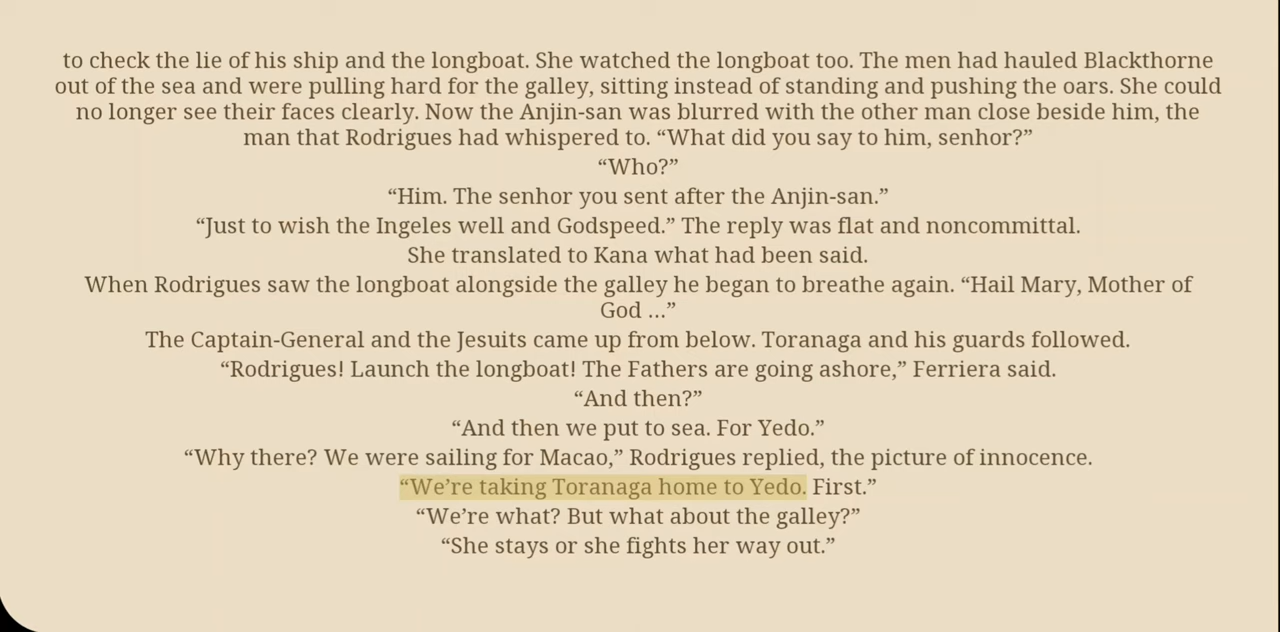 to check the lie of his ship and the longboat. She watched the longboat too. The men had hauled Blackthorne
out of the sea and were pulling hard for the galley, sitting instead of standing and pushing the oars. She could
no longer see their faces clearly. Now the Anjin-san was blurred with the other man close beside him, the
man that Rodrigues had whispered to. “What did you say to him, senhor?”
“Who?”
“Him. The senhor you sent after the Anjin-san.”
“Just to wish the Ingeles well and Godspeed.” The reply was flat and noncommittal.
She translated to Kana what had been said.
When Rodrigues saw the longboat alongside the galley he began to breathe again. “Hail Mary, Mother of
God ...”
The Captain-General and the Jesuits came up from below. Toranaga and his guards followed.
“Rodrigues! Launch the longboat! The Fathers are going ashore,” Ferriera said.
“And then?”
“And then we put to sea. For Yedo.”
“Why there? We were sailing for Macao,” Rodrigues replied, the picture of innocence.
“We’re taking Toranaga home to Yedo. First.”
“We’re what? But what about the galley?”
“She stays or she fights her way out.”